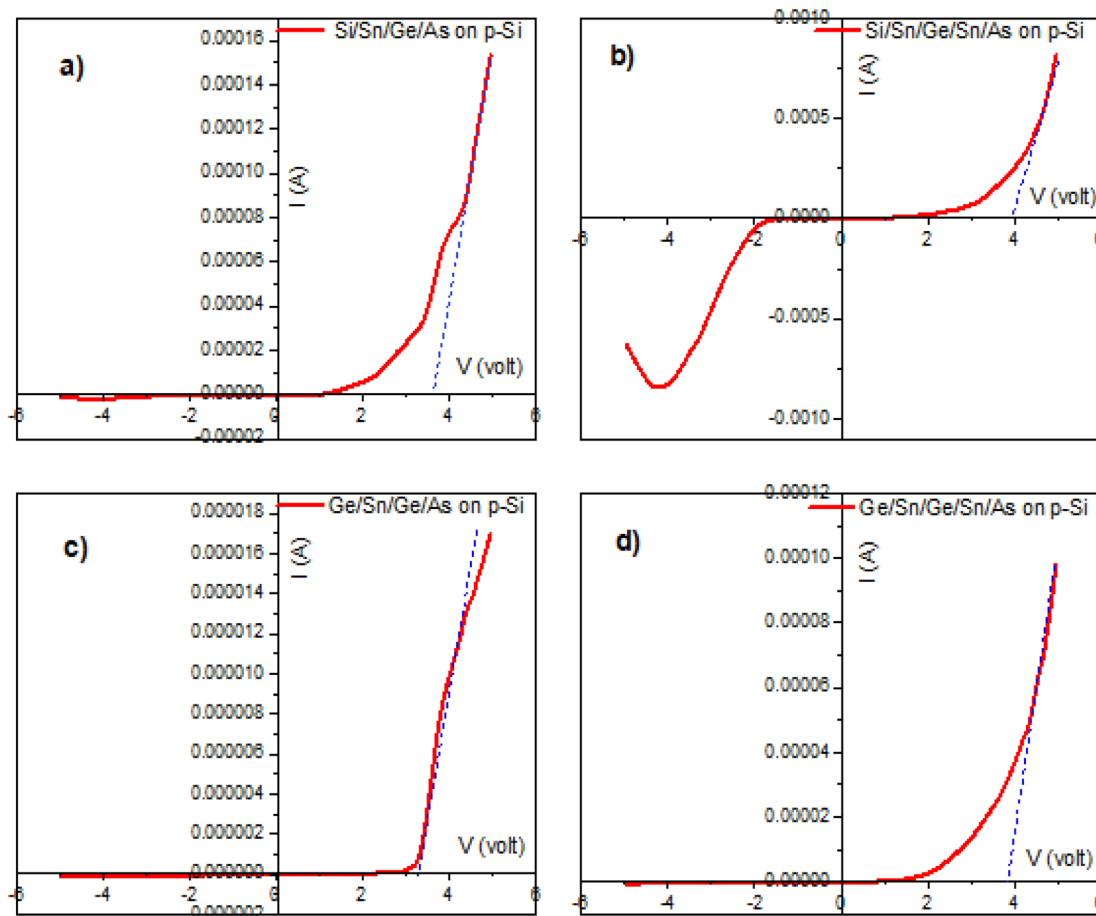 a)
Si/Sn/Ge/As on p-Si
0.00016
0.00014
0.00012
0.00010
0.00008
0.00006
0.00004
0.00002
0.00000
-0.00002
I (A)
V (volt)
-6 -4 -2 0 2 4 6
b)
0.0010
Si/Sn/Ge/Sn/As on p-Si
0.0005
0.0000
-0.0005
-0.0010
I (A)
V (volt)
-6 -4 -2 0 2 4 6
c)
Ge/Sn/Ge/As on p-Si
0.000018
0.000016
0.000014
0.000012
0.000010
0.000008
0.000006
0.000004
0.000002
0.000000
0.000002
I (A)
V (volt)
-6 -4 -2 0 2 4 6
d)
0.00012
Ge/Sn/Ge/Sn/As on p-Si
0.00010
0.00008
0.00006
0.00004
0.00002
0.00000
I (A)
V (volt)
-6 -4 -2 0 2 4 6